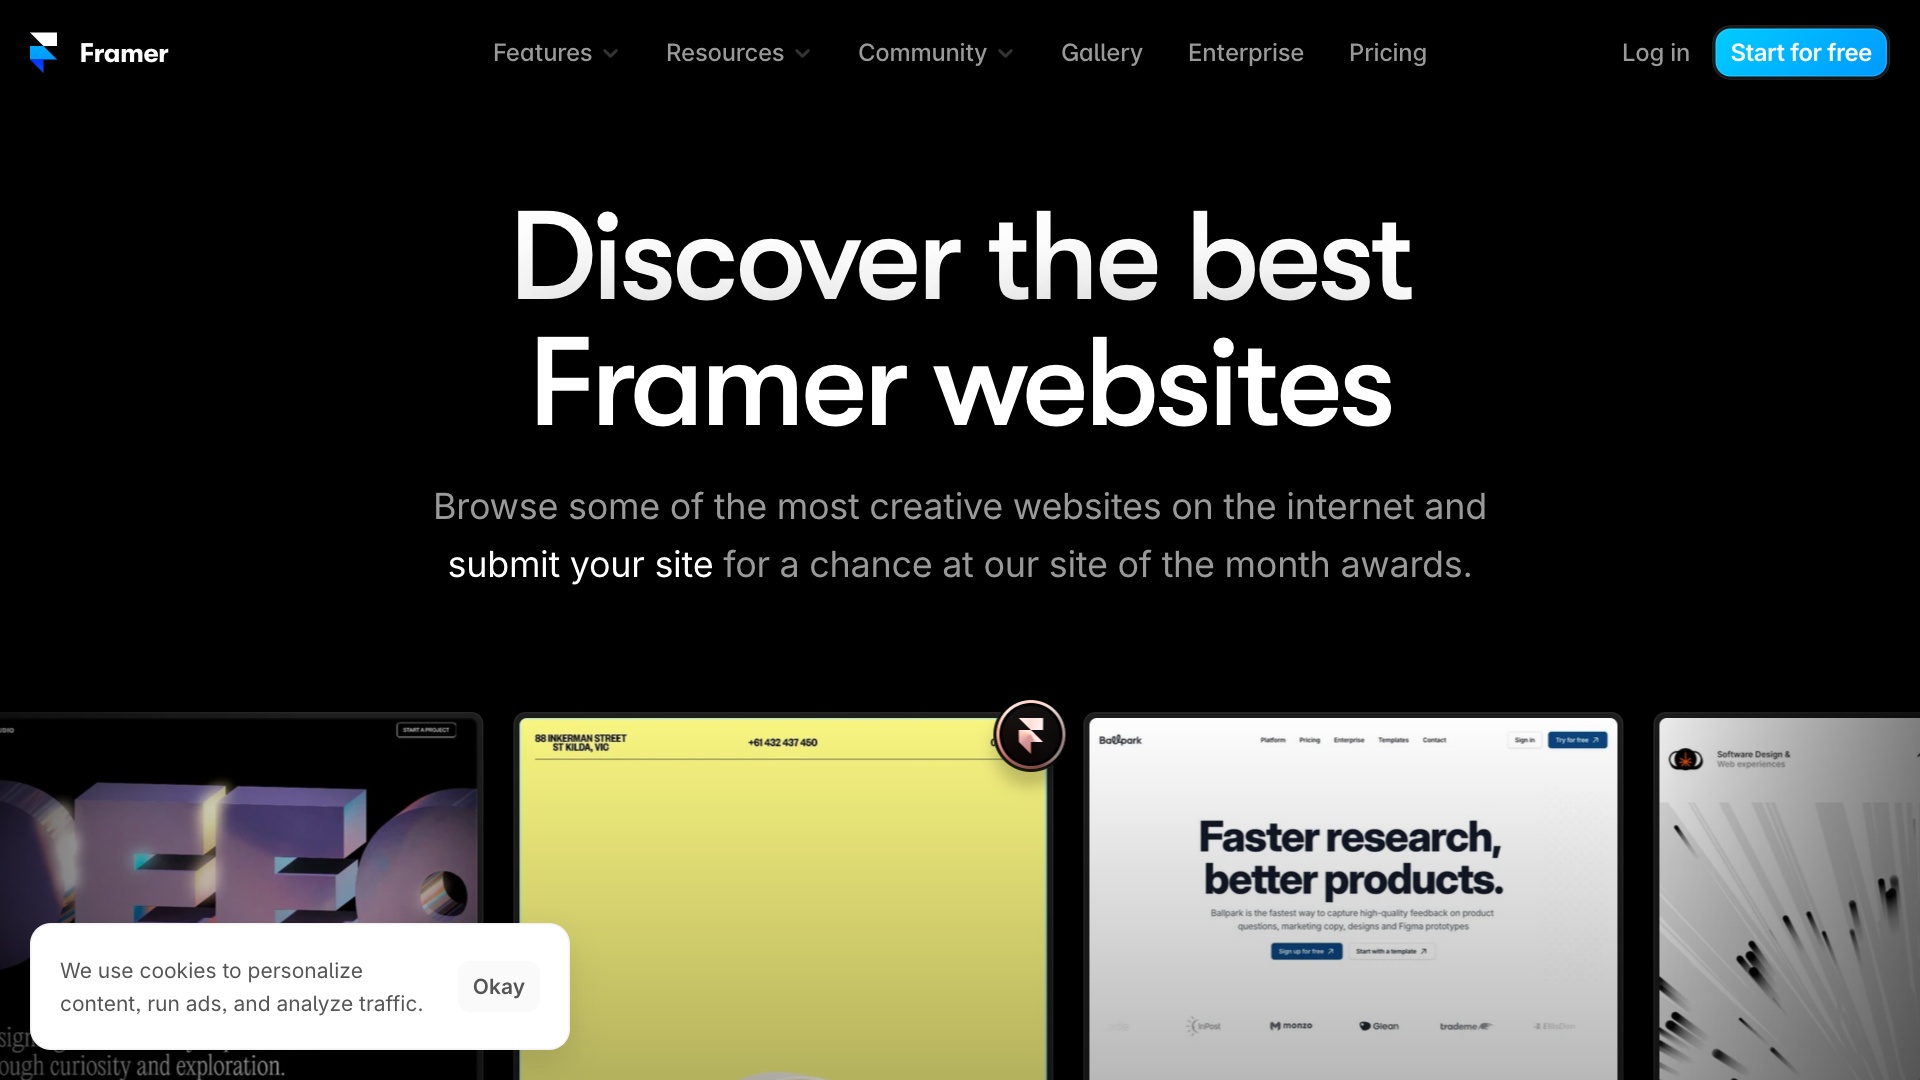 Framer
Features
Resources
Community
Gallery
Enterprise
Pricing
Log in
Start for free
Discover the best
Framer websites
Browse some of the most creative websites on the internet and
submit your site for a chance at our site of the month awards.
START A PROJECT
88 INKERMAN STREET
ST KILDA, VIC
+61 432 437 450
Ballpark
Platform
Pricing
Enterprise
Templates
Contact
Sign in
Try for free
Faster research,
better products.
Ballpark is the fastest way to capture high-quality feedback on product
questions, marketing copy, designs and Figma prototypes
Sign up for free
Start with a template
InPost
monzo
Glean
trademe
EllisDon
Software Design &
Web experiences
We use cookies to personalize
content, run ads, and analyze traffic.
Okay
curiosity and exploration.